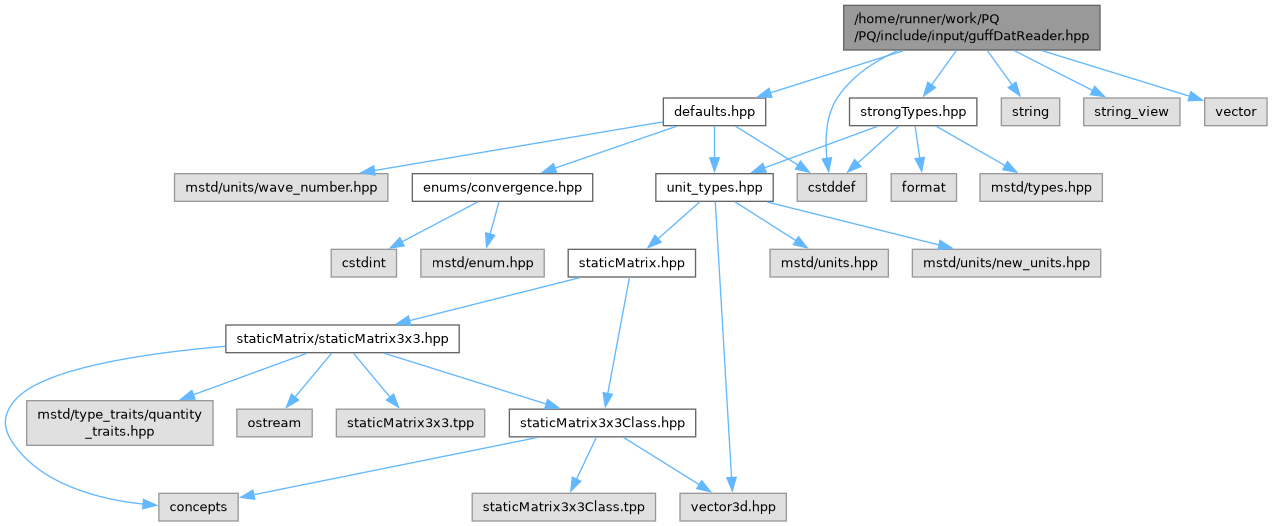 /home/runner/work/PQ
/PQ/include/input/guffDatReader.hpp
defaults.hpp
strongTypes.hpp
string
string_view
vector
mstd/units/wave_number.hpp
enums/convergence.hpp
unit_types.hpp
cstddef
format
mstd/types.hpp
cstdint
mstd/enum.hpp
staticMatrix.hpp
mstd/units.hpp
mstd/units/new_units.hpp
staticMatrix/staticMatrix3x3.hpp
mstd/type_traits/quantity
_traits.hpp
ostream
staticMatrix3x3.tpp
staticMatrix3x3Class.hpp
concepts
staticMatrix3x3Class.tpp
vector3d.hpp